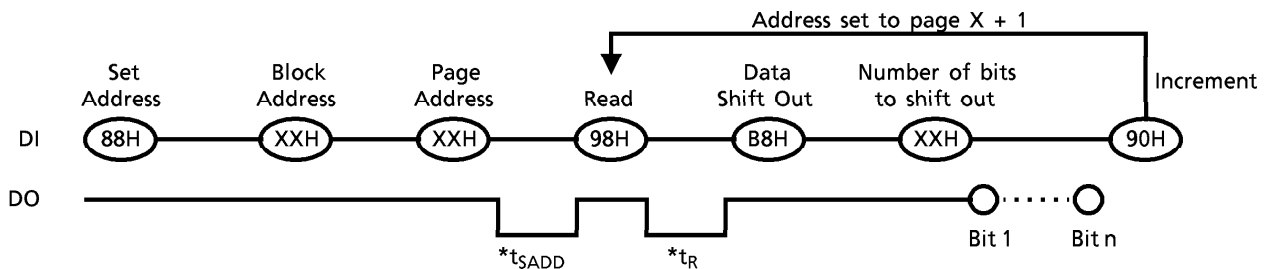 Address set to page X + 1
Set Address
Block Address
Page Address
Read
Data Shift Out
Number of bits to shift out
Increment
DI 88H XXH XXH 98H B8H XXH 90H
DO
*tSADD
*tR
Bit 1
Bit n